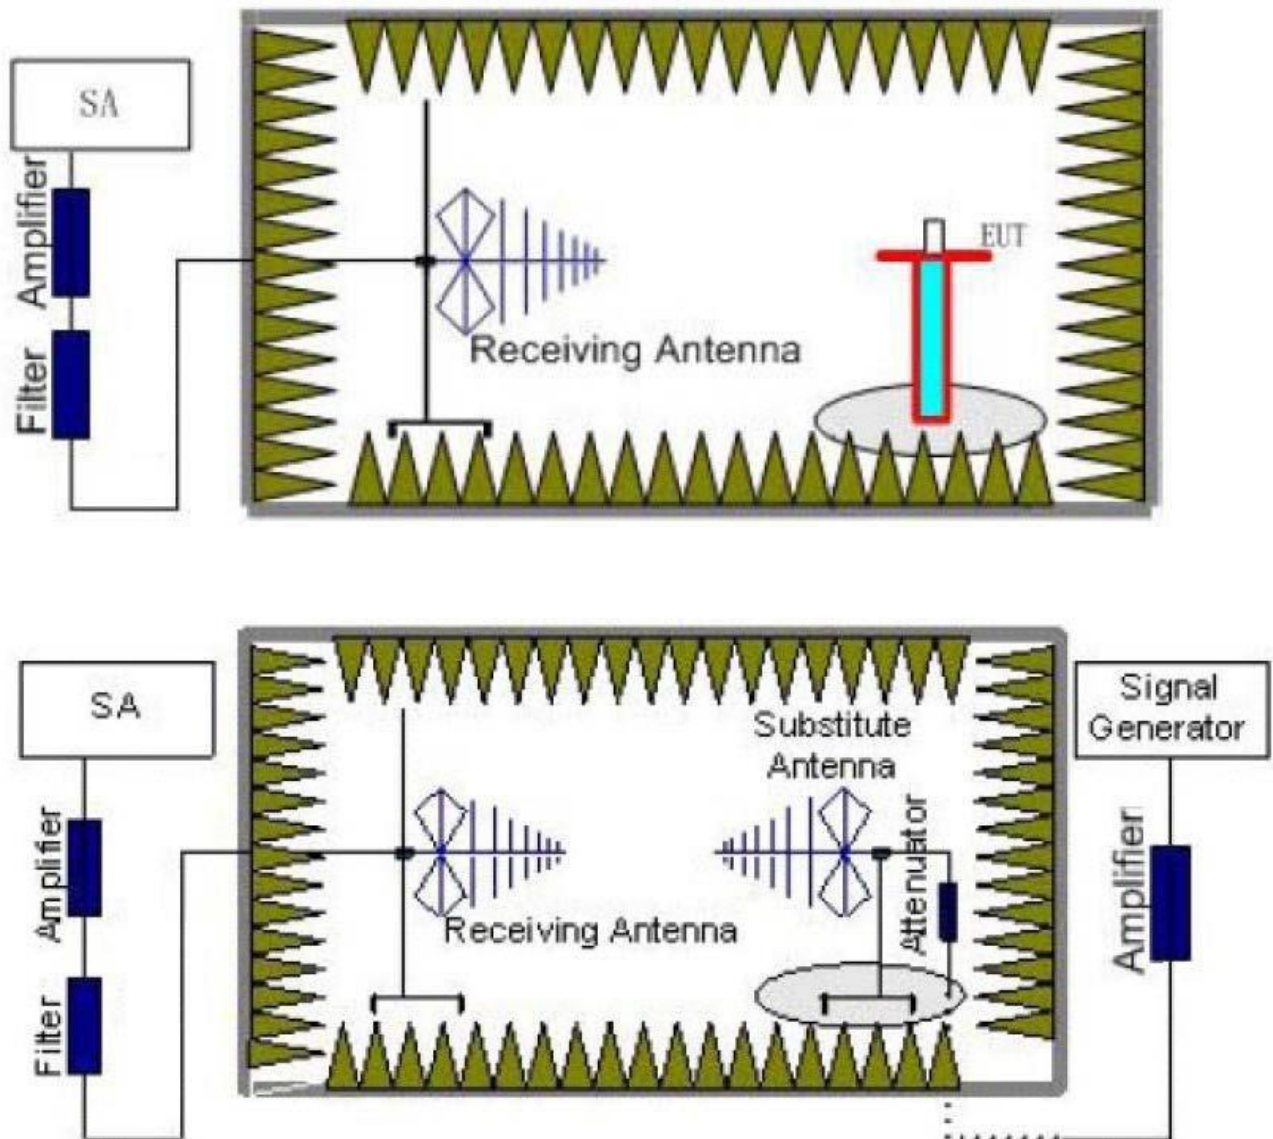 SA
Amplifier
Filter
EUT
Receiving Antenna
SA
Amplifier
Filter
Substitute
Antenna
Attenuator
Receiving Antenna
Signal
Generator
Amplifier